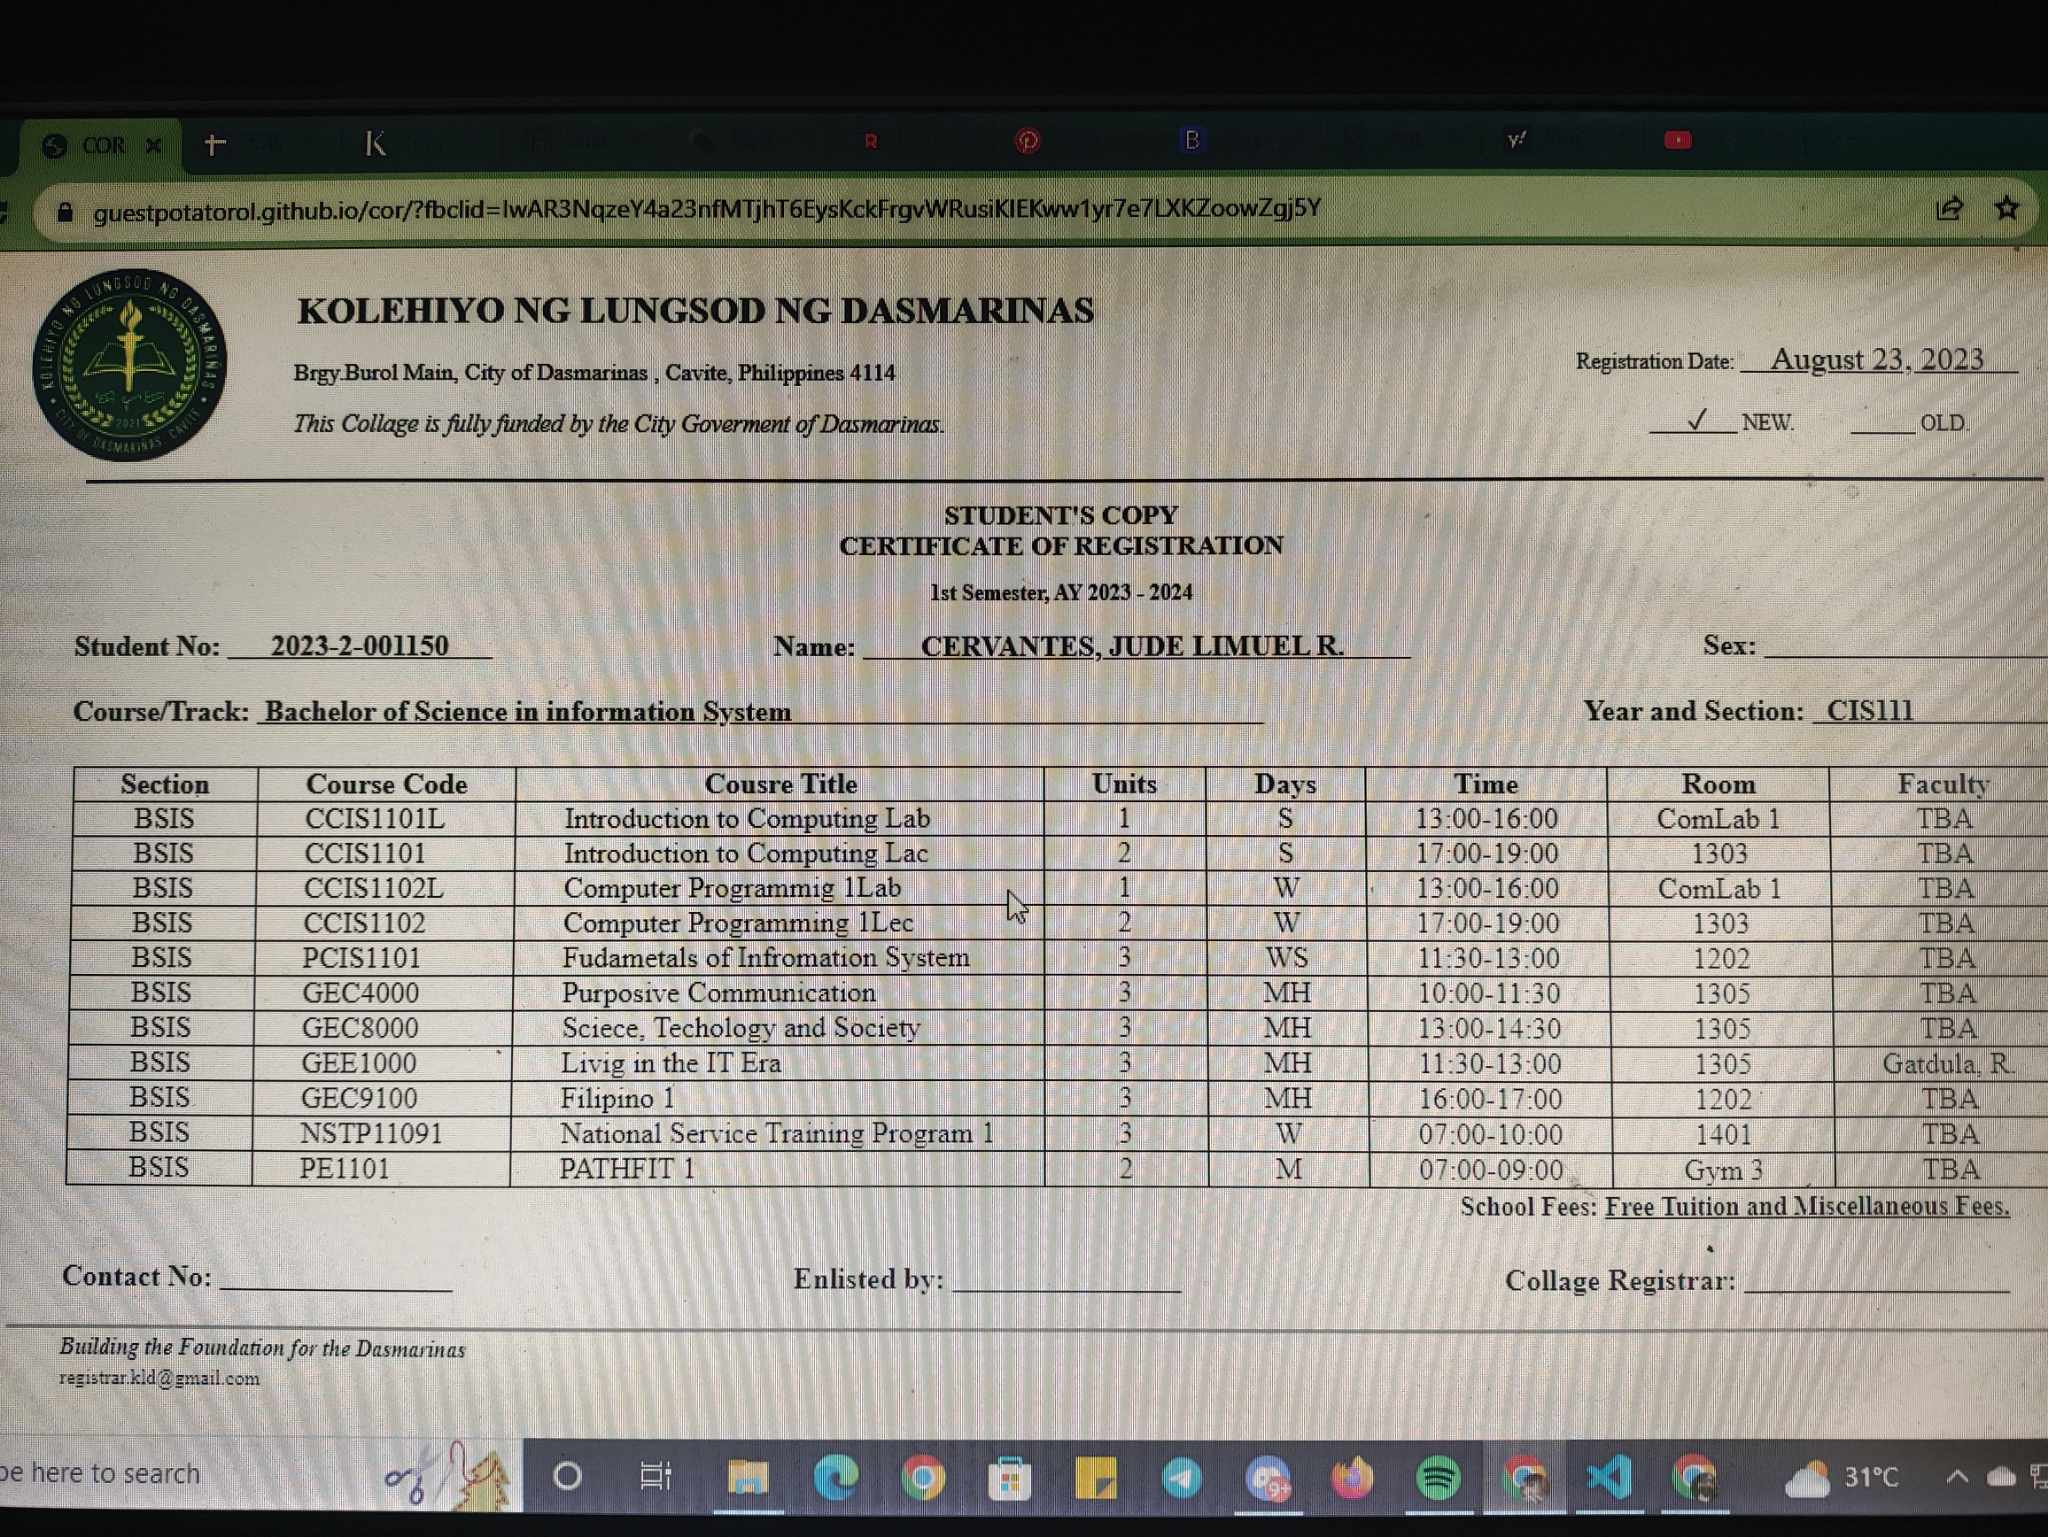 COR
K
R
B
y!
guestpotatorol.github.io/cor/?fbclid=IwAR3NqzeY4a23nfMTjhT6EysKckFrgvWRusiKIEKww1yr7e7LXKZoowZgj5Y
KOLEHIYO NG LUNGSOD NG DASMARIÑAS
CITY OF DASMARIÑAS, CAVITE
2021
KOLEHIYO NG LUNGSOD NG DASMARINAS
Brgy.Burol Main, City of Dasmarinas , Cavite, Philippines 4114
This Collage is fully funded by the City Goverment of Dasmarinas.
Registration Date: August 23, 2023
✓ NEW. OLD.
STUDENT'S COPY
CERTIFICATE OF REGISTRATION
1st Semester, AY 2023 - 2024
Student No: 2023-2-001150 Name: CERVANTES, JUDE LIMUEL R. Sex:
Course/Track: Bachelor of Science in information System Year and Section: CIS111
Section Course Code Cousre Title Units Days Time Room Faculty
BSIS CCIS1101L Introduction to Computing Lab 1 S 13:00-16:00 ComLab 1 TBA
BSIS CCIS1101 Introduction to Computing Lac 2 S 17:00-19:00 1303 TBA
BSIS CCIS1102L Computer Programmig 1Lab 1 W 13:00-16:00 ComLab 1 TBA
BSIS CCIS1102 Computer Programming 1Lec 2 W 17:00-19:00 1303 TBA
BSIS PCIS1101 Fudametals of Infromation System 3 WS 11:30-13:00 1202 TBA
BSIS GEC4000 Purposive Communication 3 MH 10:00-11:30 1305 TBA
BSIS GEC8000 Sciece, Techology and Society 3 MH 13:00-14:30 1305 TBA
BSIS GEE1000 Livig in the IT Era 3 MH 11:30-13:00 1305 Gatdula, R.
BSIS GEC9100 Filipino 1 3 MH 16:00-17:00 1202 TBA
BSIS NSTP11091 National Service Training Program 1 3 W 07:00-10:00 1401 TBA
BSIS PE1101 PATHFIT 1 2 M 07:00-09:00 Gym 3 TBA
School Fees: Free Tuition and Miscellaneous Fees.
Contact No: Enlisted by: Collage Registrar:
Building the Foundation for the Dasmarinas
registrar.kld@gmail.com
here to search
9+
31°C